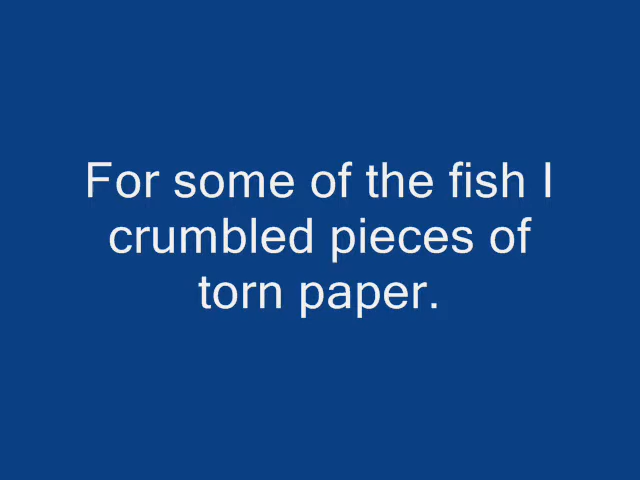 For some of the fish I
crumbled pieces of
torn paper.